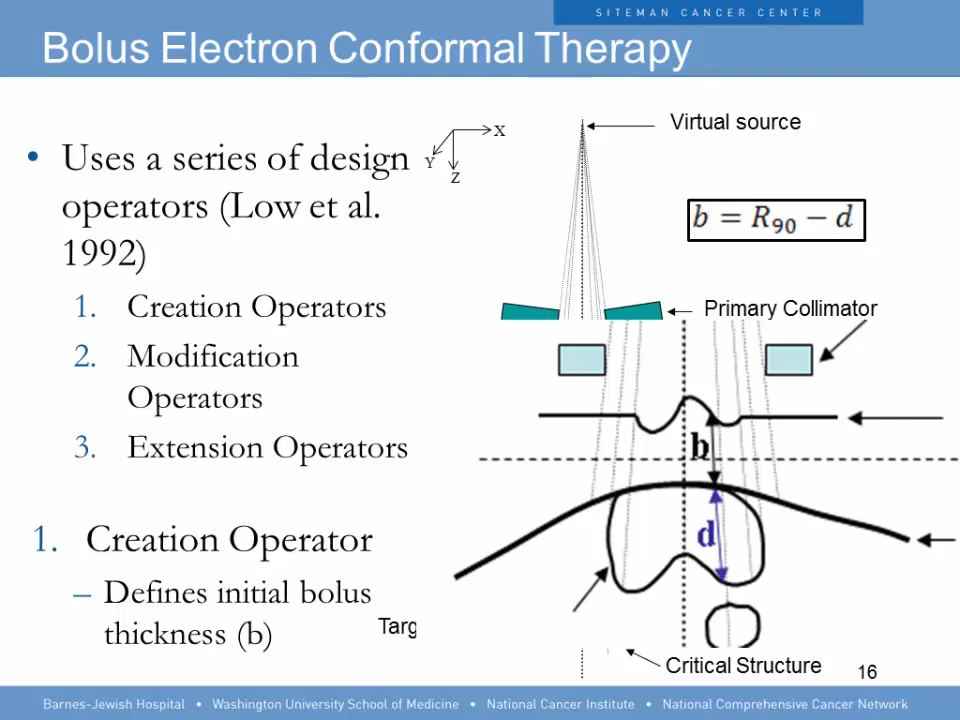 SITEMAN CANCER CENTER
Bolus Electron Conformal Therapy
• Uses a series of design
operators (Low et al.
1992)
1. Creation Operators
2. Modification
Operators
3. Extension Operators
1. Creation Operator
– Defines initial bolus
thickness (b)
X
Y
Z
Virtual source
b = R₉₀ − d
Primary Collimator
b
d
Targ
Critical Structure
16
Barnes-Jewish Hospital • Washington University School of Medicine • National Cancer Institute • National Comprehensive Cancer Network